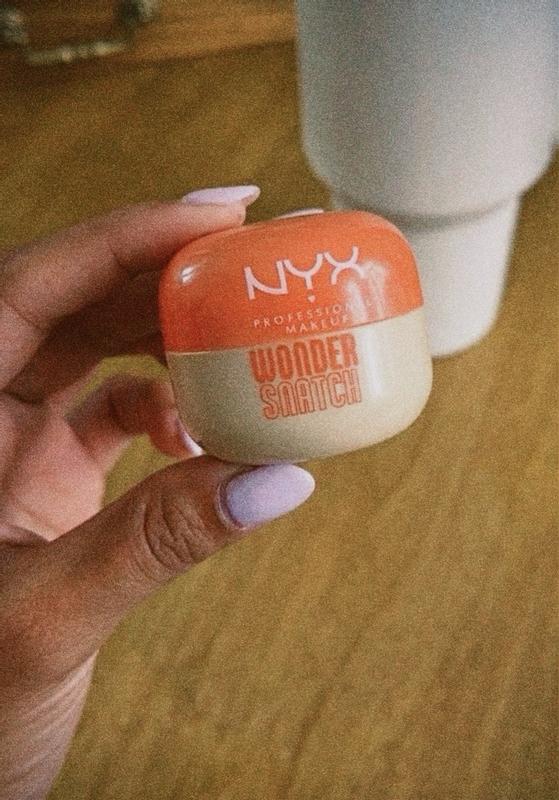 NYX
PROFESSIONAL
MAKEUP
WONDER
SNATCH